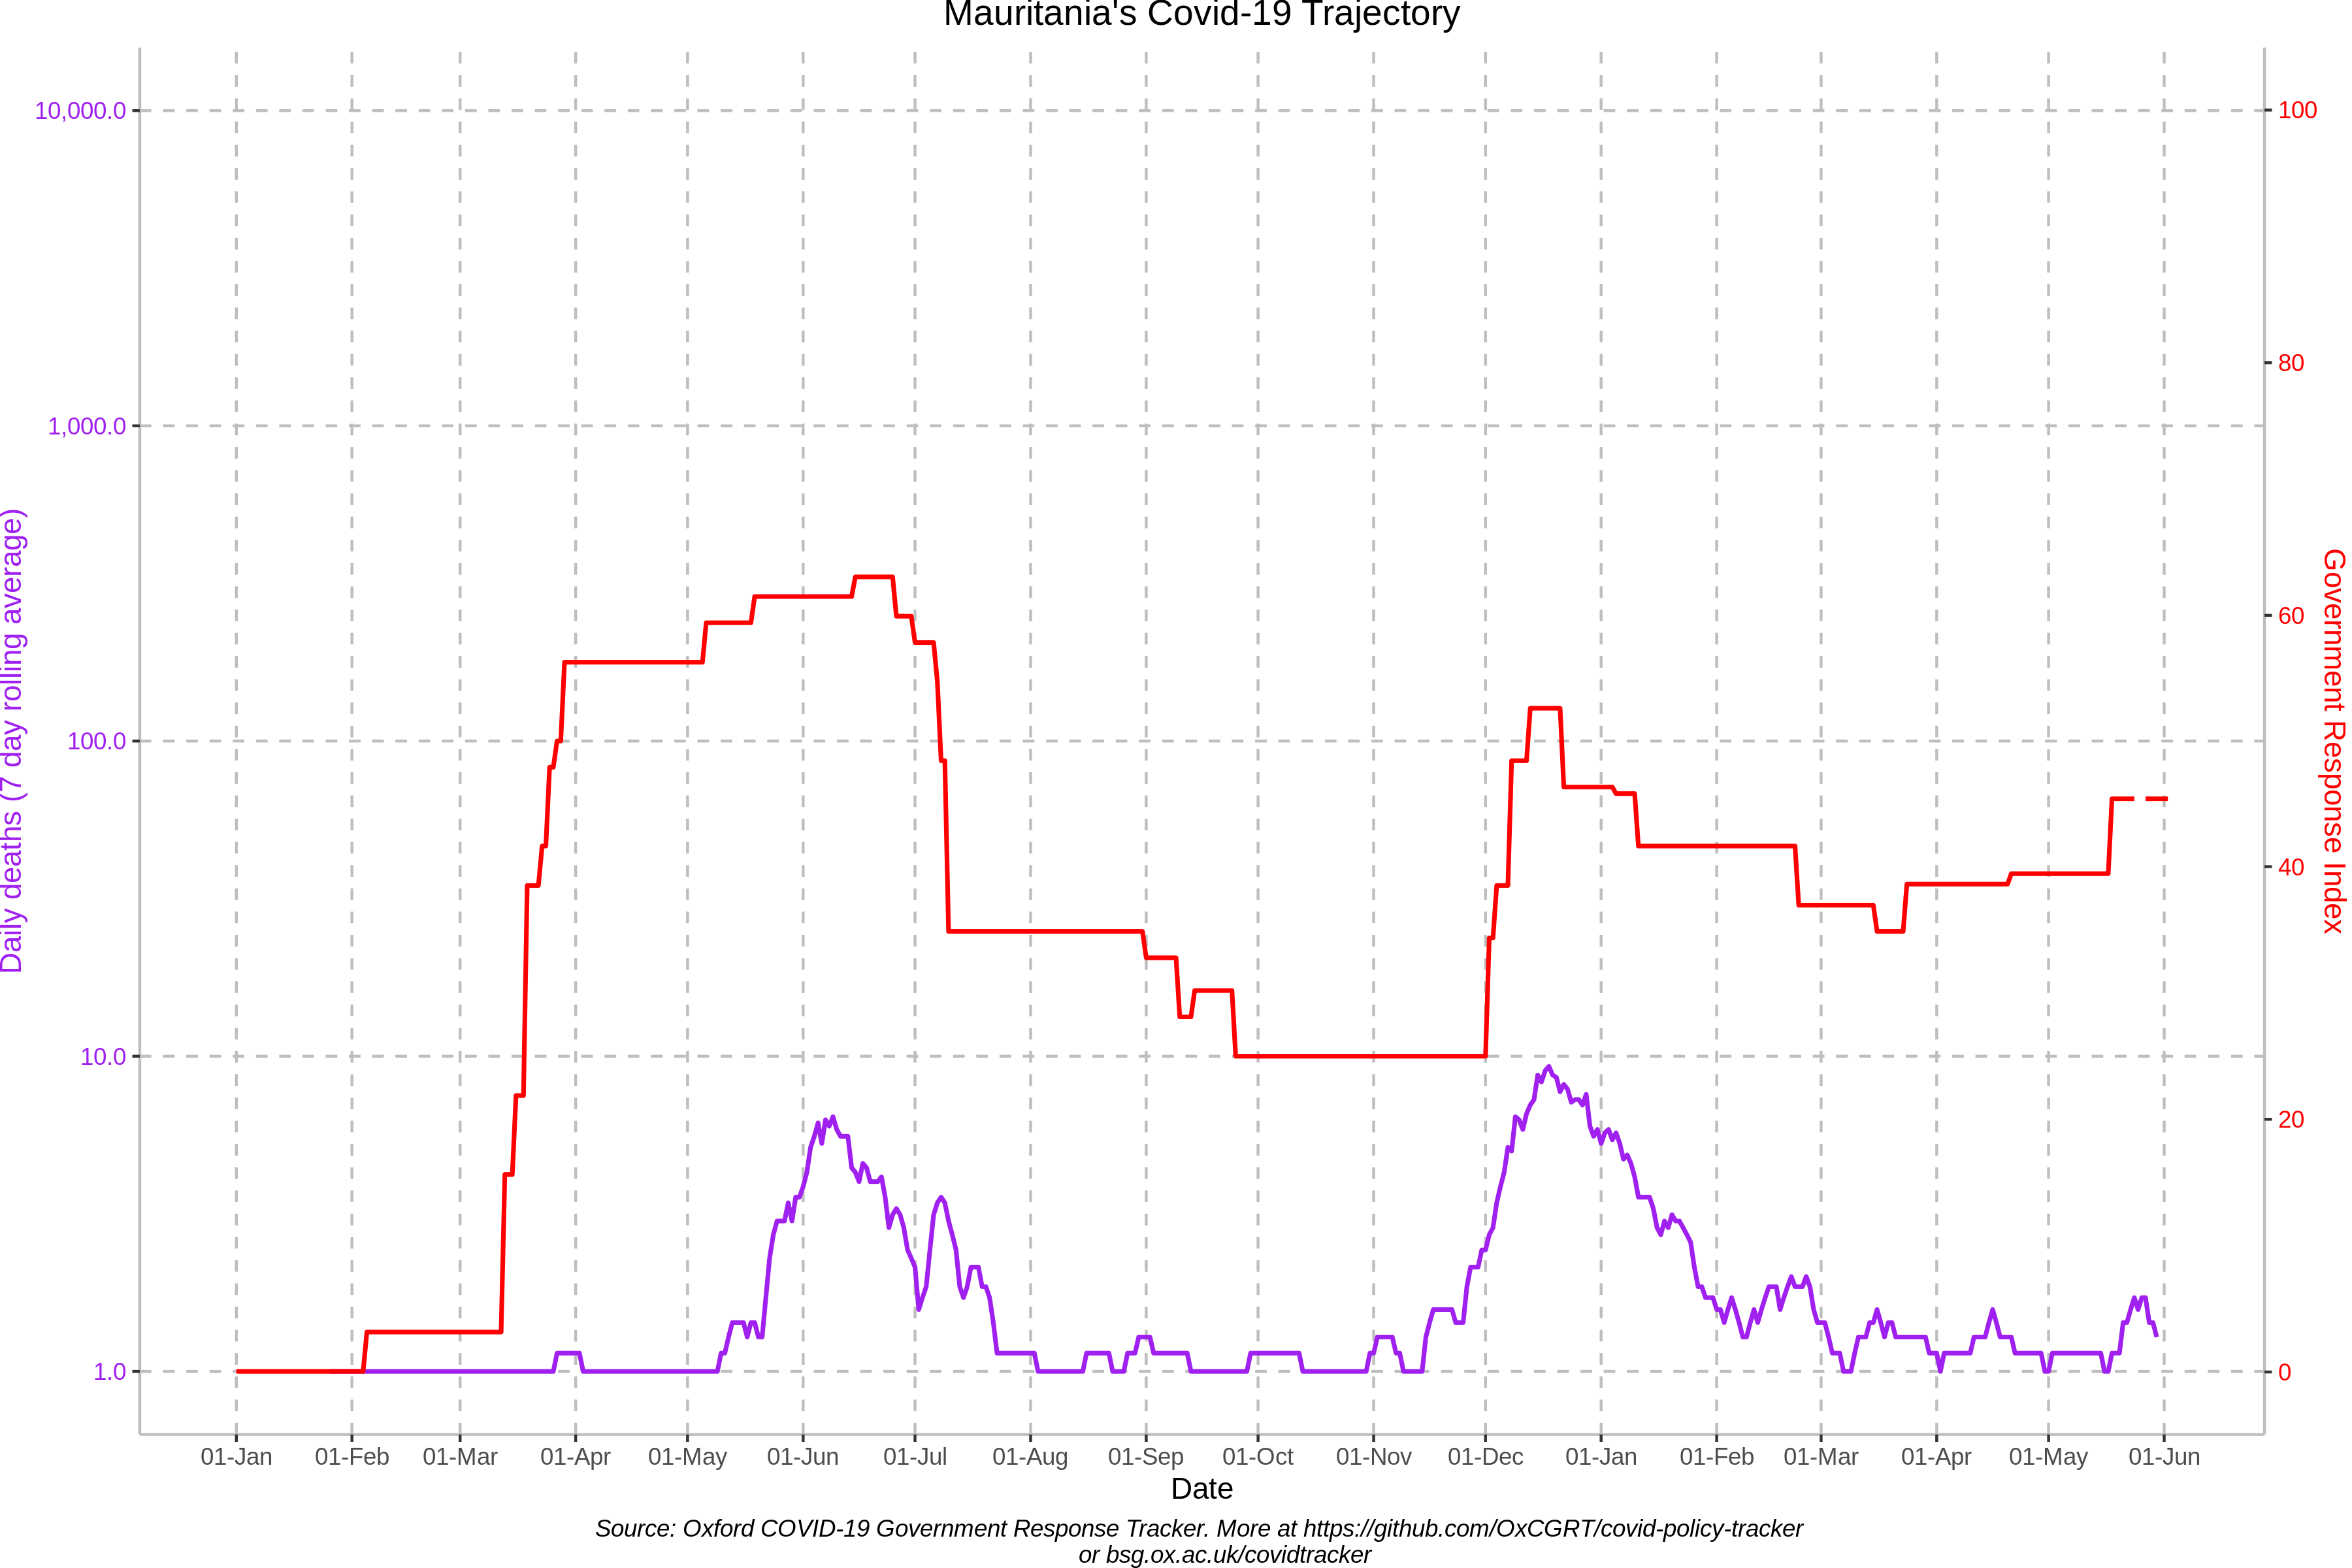 Mauritania's Covid-19 Trajectory
10,000.0
1,000.0
100.0
10.0
1.0
Daily deaths (7 day rolling average)
100
80
60
40
20
0
Government Response Index
01-Jan 01-Feb 01-Mar 01-Apr 01-May 01-Jun 01-Jul 01-Aug 01-Sep 01-Oct 01-Nov 01-Dec 01-Jan 01-Feb 01-Mar 01-Apr 01-May 01-Jun
Date
Source: Oxford COVID-19 Government Response Tracker. More at https://github.com/OxCGRT/covid-policy-tracker
or bsg.ox.ac.uk/covidtracker